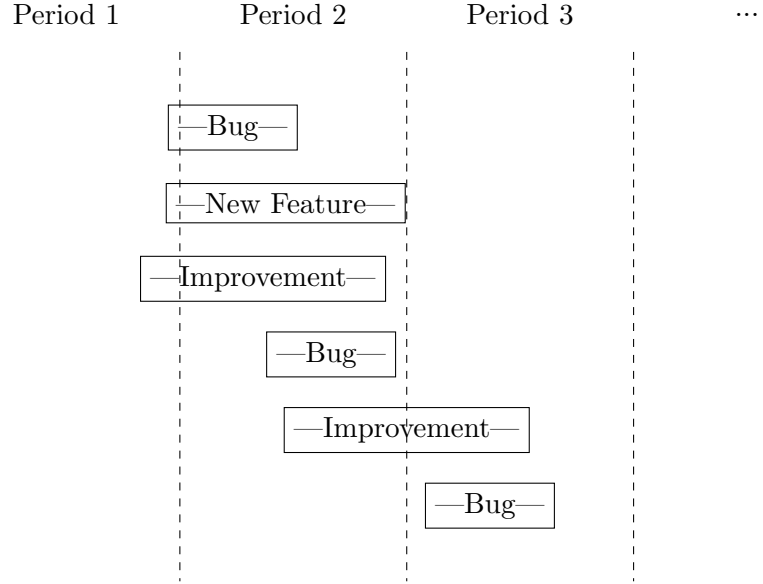 Period 1 Period 2 Period 3 ...
—Bug—
—New Feature—
—Improvement—
—Bug—
—Improvement—
—Bug—